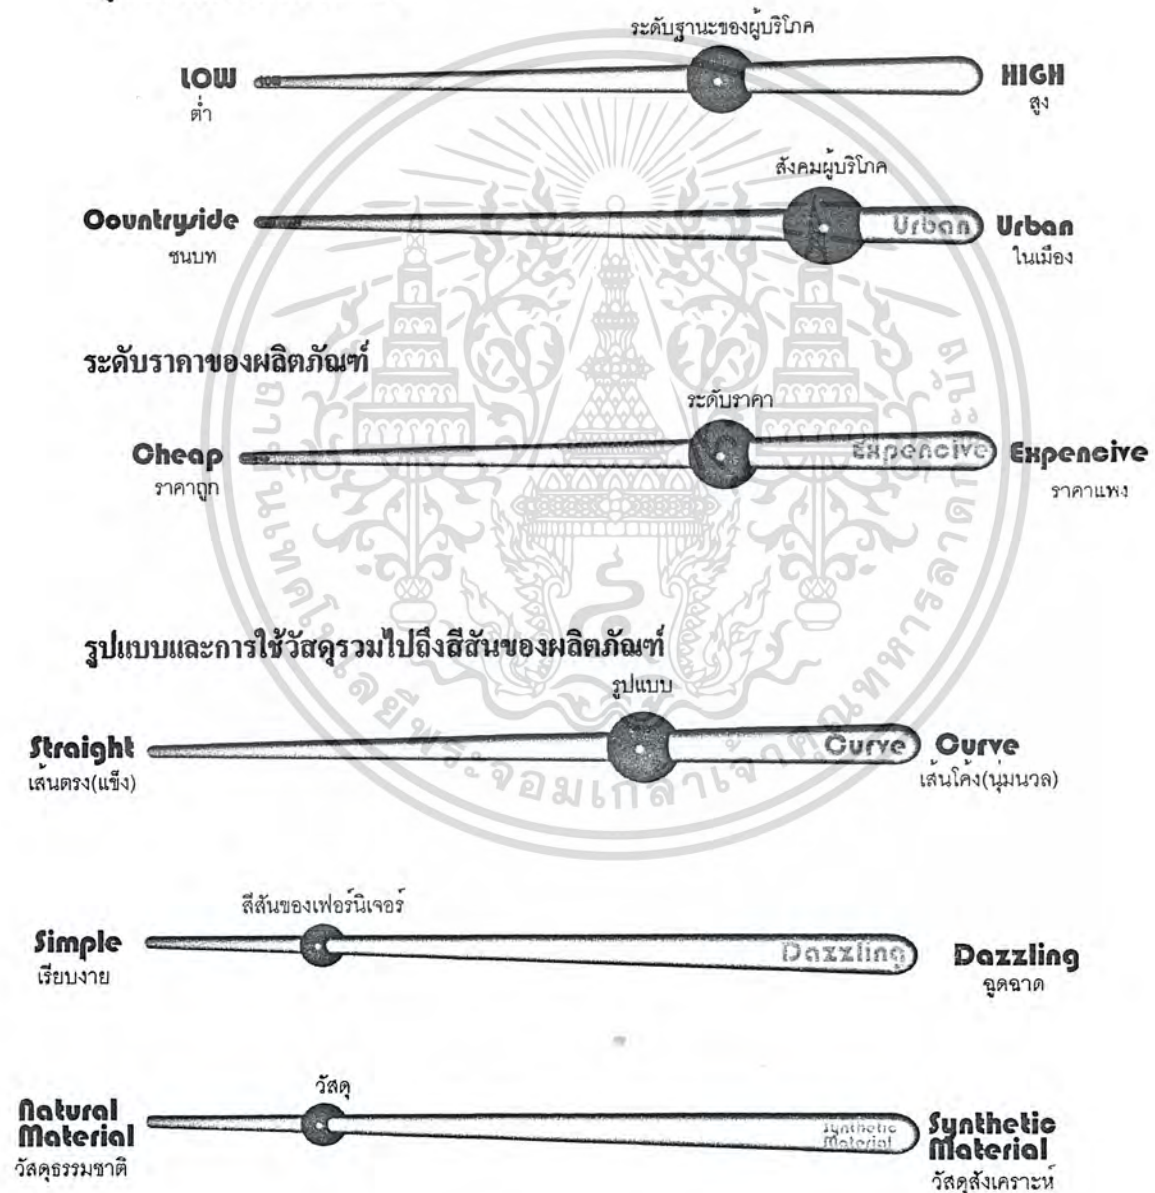 ระดับฐานะของผู้บริโภค
LOW HIGH
ต่ำ สูง
สังคมผู้บริโภค
Countryside Urban Urban
ชนบท ในเมือง
ระดับราคาของผลิตภัณฑ์
ระดับราคา
Cheap Expencive Expencive
ราคาถูก ราคาแพง
รูปแบบและการใช้วัสดุรวมไปถึงสีสันของผลิตภัณฑ์
รูปแบบ
Straight Curve Curve
เส้นตรง(แข็ง) เส้นโค้ง(นุ่มนวล)
สีสันของเฟอร์นิเจอร์
Simple Dazzling Dazzling
เรียบง่าย ฉูดฉาด
วัสดุ
Natural Material Synthetic Material Synthetic Material
วัสดุธรรมชาติ วัสดุสังเคราะห์